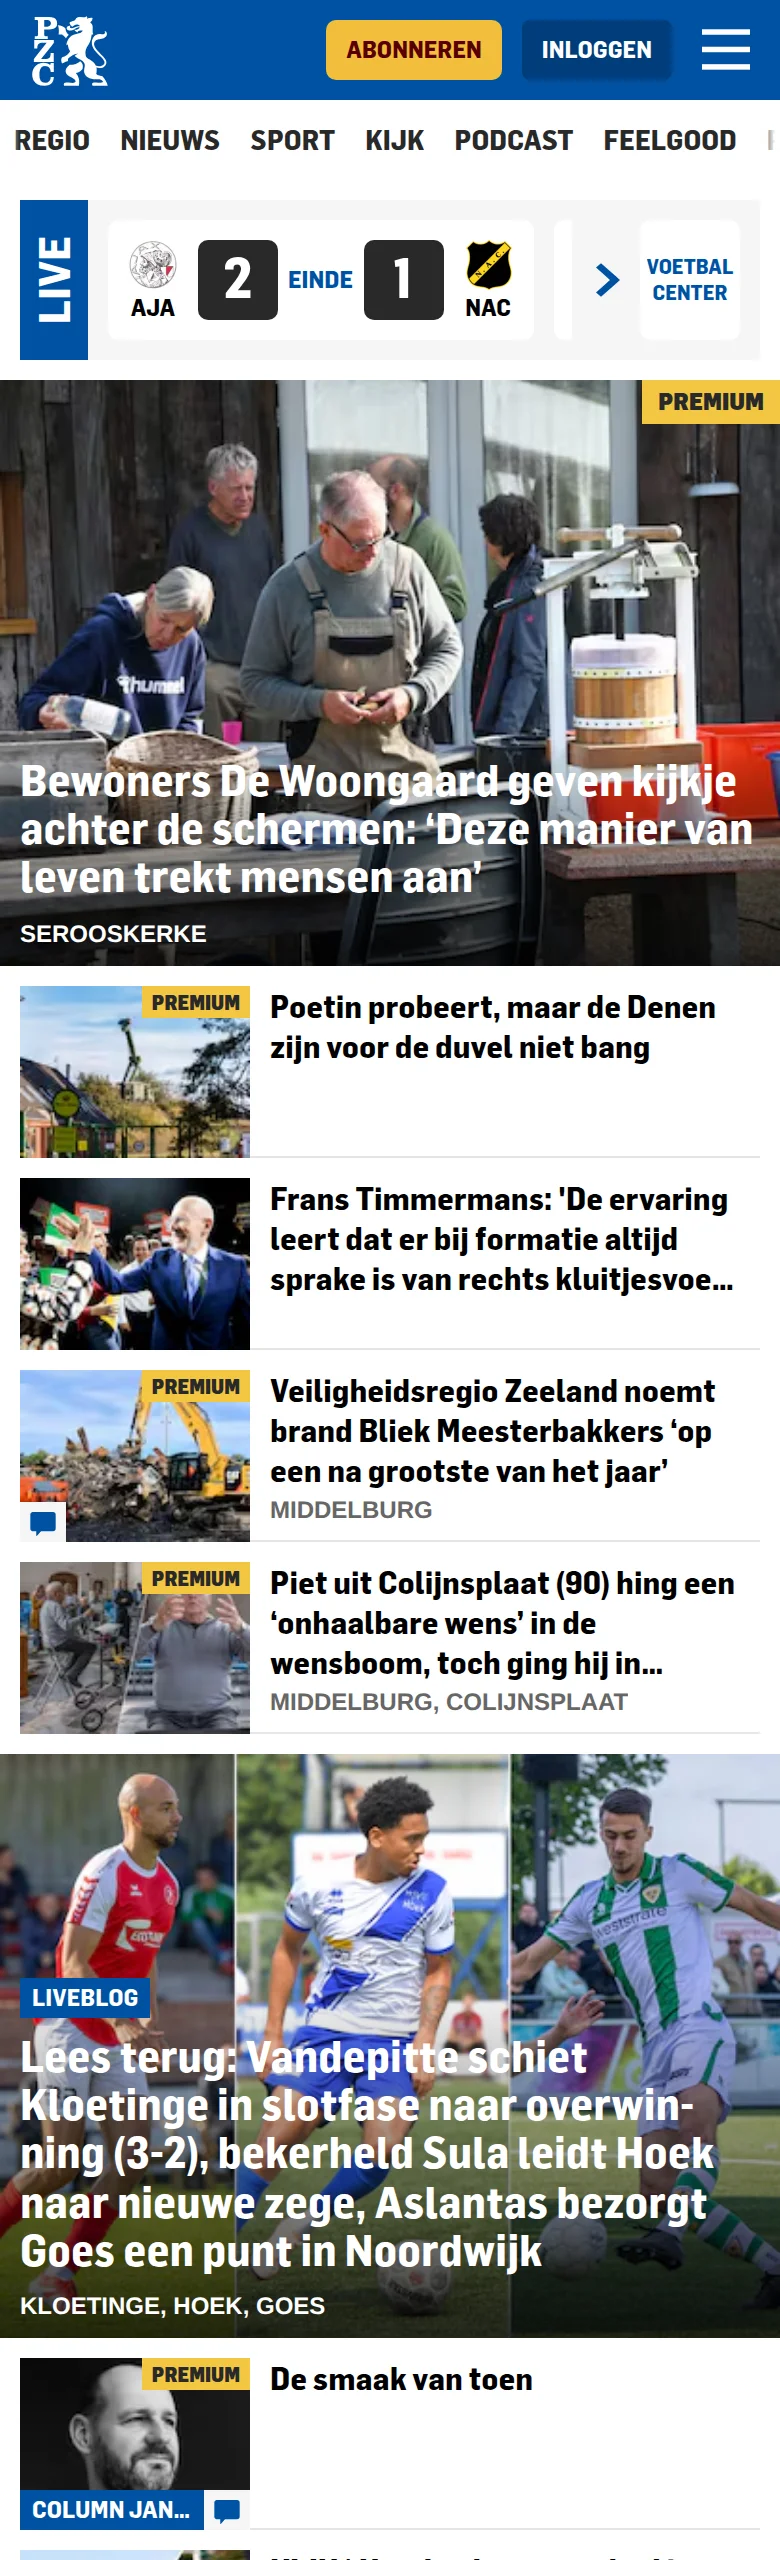 PZC
ABONNEREN
INLOGGEN
REGIO NIEUWS SPORT KIJK PODCAST FEELGOOD
LIVE
AJA
2
EINDE
1
NAC
VOETBAL
CENTER
PREMIUM
hummel
Bewoners De Woongaard geven kijkje
achter de schermen: ‘Deze manier van
leven trekt mensen aan’
SEROOSKERKE
PREMIUM
Poetin probeert, maar de Denen
zijn voor de duvel niet bang
Frans Timmermans: 'De ervaring
leert dat er bij formatie altijd
sprake is van rechts kluitjesvoe...
PREMIUM
Veiligheidsregio Zeeland noemt
brand Bliek Meesterbakkers ‘op
een na grootste van het jaar’
MIDDELBURG
PREMIUM
Piet uit Colijnsplaat (90) hing een
‘onhaalbare wens’ in de
wensboom, toch ging hij in...
MIDDELBURG, COLIJNSPLAAT
LIVEBLOG
Lees terug: Vandepitte schiet
Kloetinge in slotfase naar overwin-
ning (3-2), bekerheld Sula leidt Hoek
naar nieuwe zege, Aslantas bezorgt
Goes een punt in Noordwijk
KLOETINGE, HOEK, GOES
PREMIUM
De smaak van toen
COLUMN JAN...